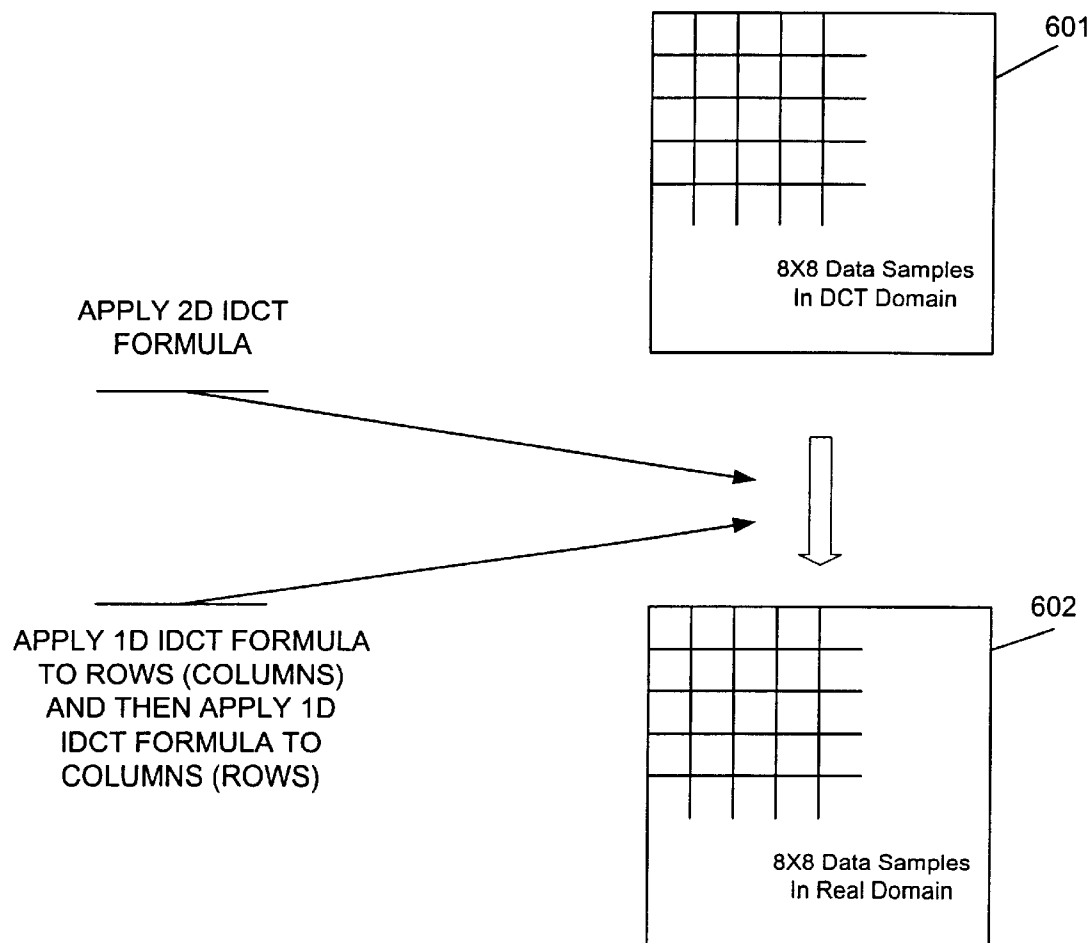 601
8X8 Data Samples
In DCT Domain
APPLY 2D IDCT
FORMULA
602
APPLY 1D IDCT FORMULA
TO ROWS (COLUMNS)
AND THEN APPLY 1D
IDCT FORMULA TO
COLUMNS (ROWS)
8X8 Data Samples
In Real Domain